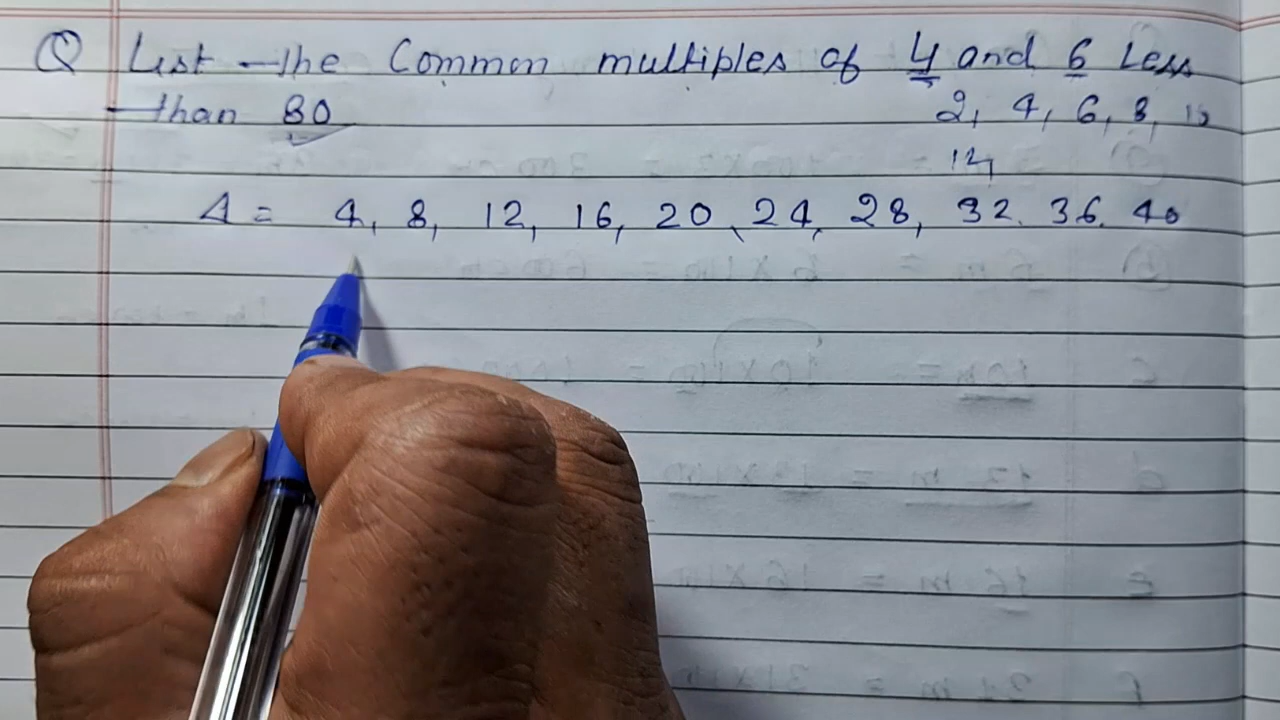 Q List the Common multiples of 4 and 6 Less
than 80
2, 4, 6, 8, 10
12,
4 = 4, 8, 12, 16, 20, 24, 28, 32. 36. 40